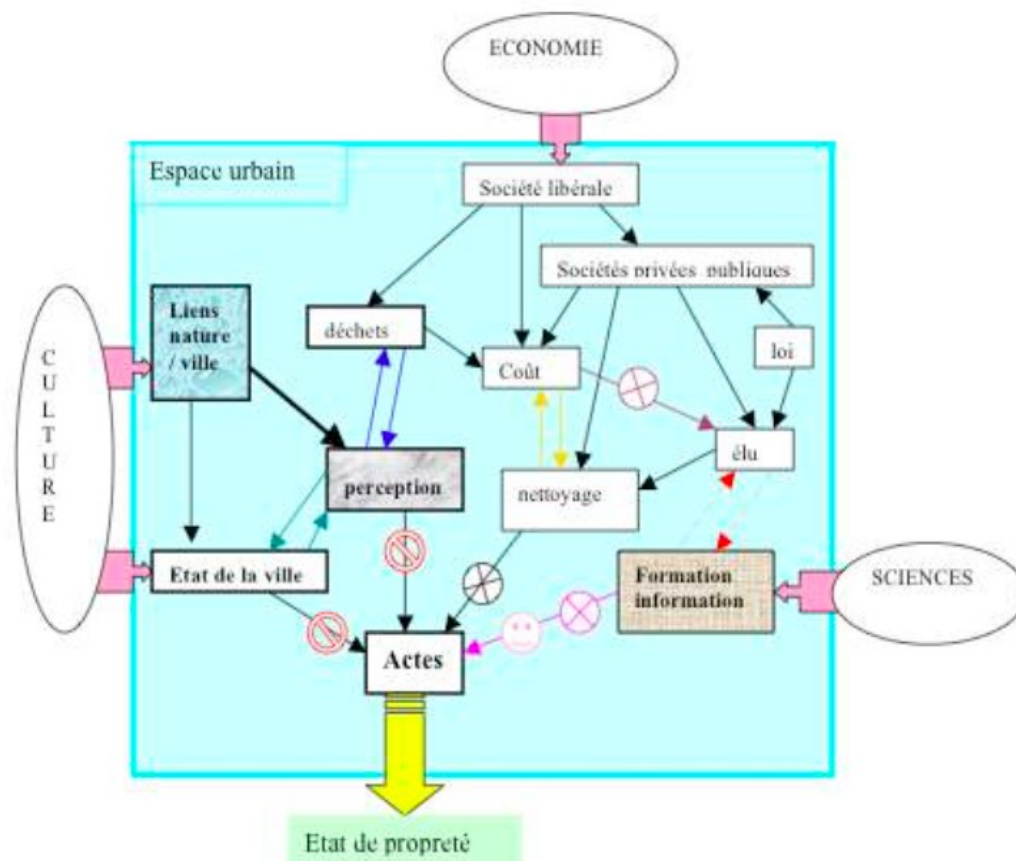 ECONOMIE
Espace urbain
Société libérale
Sociétés privées publiques
Liens
nature
/ ville
déchets
loi
Coût
CULTURE
élu
perception
nettoyage
Etat de la ville
Formation
information
SCIENCES
Actes
Etat de propreté